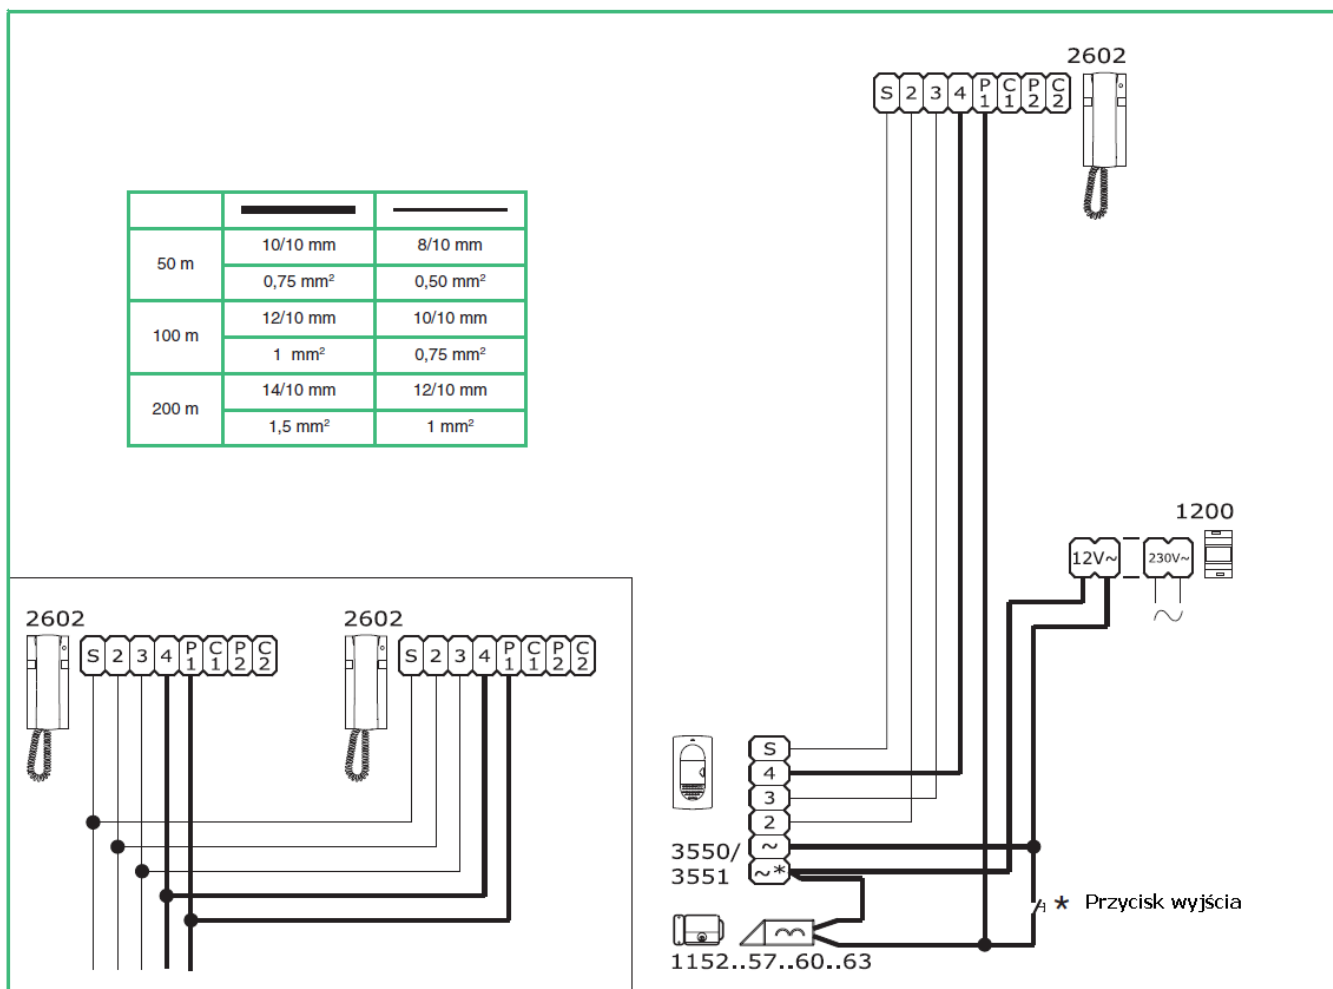 2602
S 2 3 4 P1 C1 P2 C2
50 m
10/10 mm 8/10 mm
0,75 mm² 0,50 mm²
100 m
12/10 mm 10/10 mm
1 mm² 0,75 mm²
200 m
14/10 mm 12/10 mm
1,5 mm² 1 mm²
1200
12V~ 230V~
2602
S 2 3 4 P1 C1 P2 C2
2602
S 2 3 4 P1 C1 P2 C2
S
4
3
2
~
~*
3550/
3551
* Przycisk wyjścia
1152..57..60..63